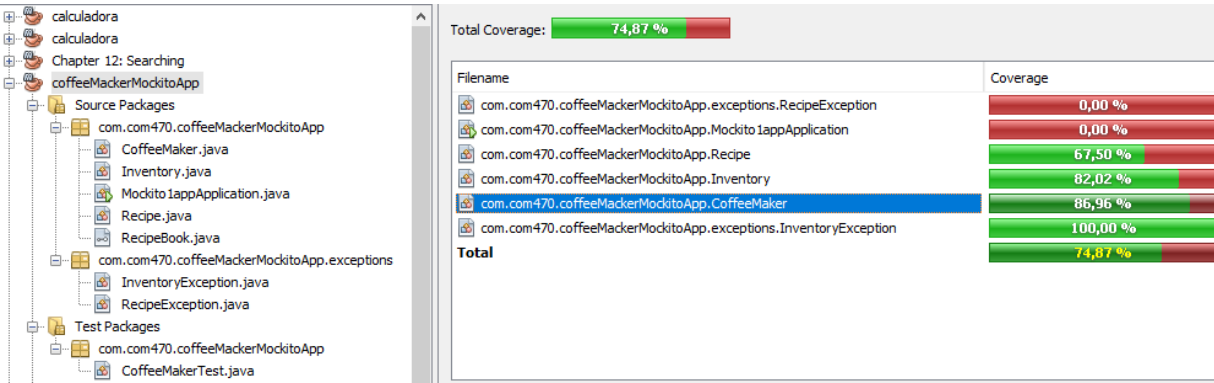 calculadora
calculadora
Chapter 12: Searching
coffeeMackerMockitoApp
Source Packages
com.com470.coffeeMackerMockitoApp
CoffeeMaker.java
Inventory.java
Mockito1appApplication.java
Recipe.java
RecipeBook.java
com.com470.coffeeMackerMockitoApp.exceptions
InventoryException.java
RecipeException.java
Test Packages
com.com470.coffeeMackerMockitoApp
CoffeeMakerTest.java
Total Coverage: 74,87 %
Filename Coverage
com.com470.coffeeMackerMockitoApp.exceptions.RecipeException 0,00 %
com.com470.coffeeMackerMockitoApp.Mockito1appApplication 0,00 %
com.com470.coffeeMackerMockitoApp.Recipe 67,50 %
com.com470.coffeeMackerMockitoApp.Inventory 82,02 %
com.com470.coffeeMackerMockitoApp.CoffeeMaker 86,96 %
com.com470.coffeeMackerMockitoApp.exceptions.InventoryException 100,00 %
Total 74,87 %